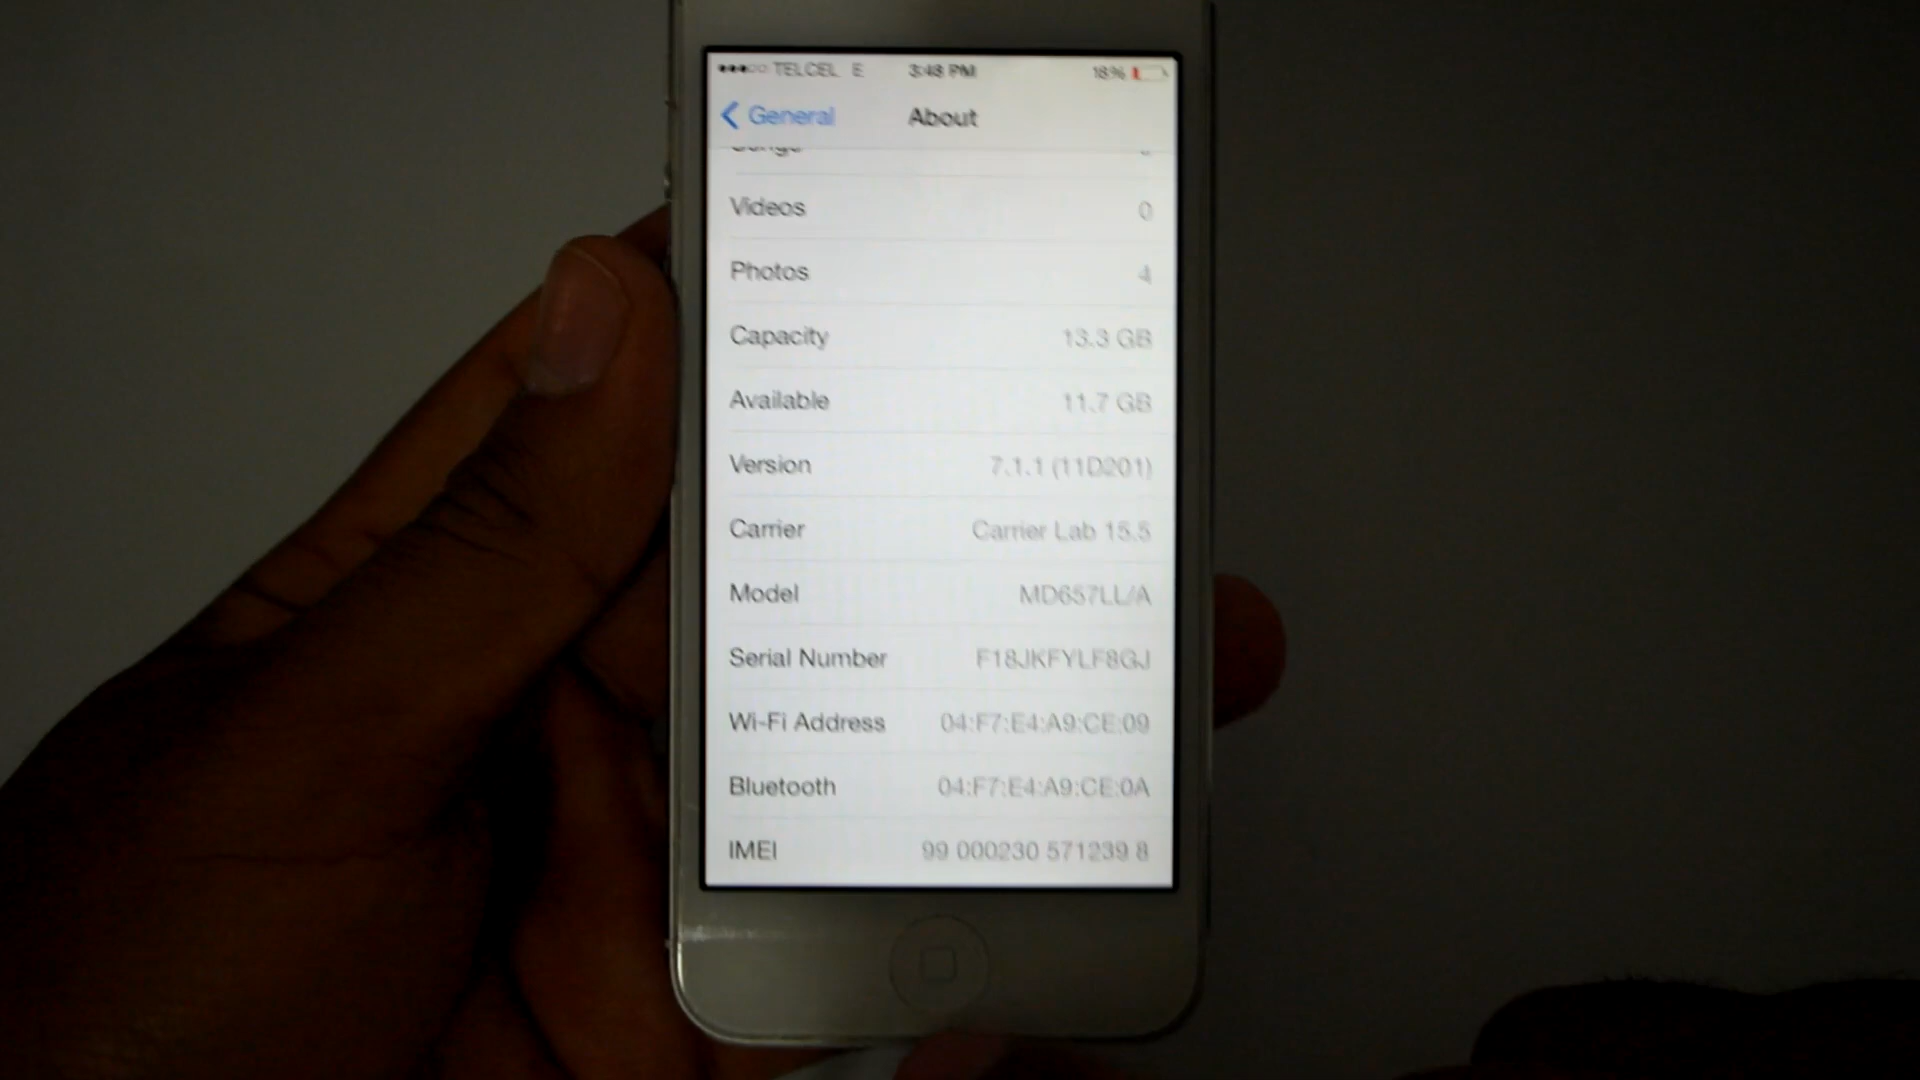 TELCEL E 3:48 PM 18%
General About
Songs
Videos 0
Photos 4
Capacity 13.3 GB
Available 11.7 GB
Version 7.1.1 (11D201)
Carrier Carrier Lab 15.5
Model MD657LL/A
Serial Number F18JKFYLF8GJ
Wi-Fi Address 04:F7:E4:A9:CE:09
Bluetooth 04:F7:E4:A9:CE:0A
IMEI 99 000230 571239 8